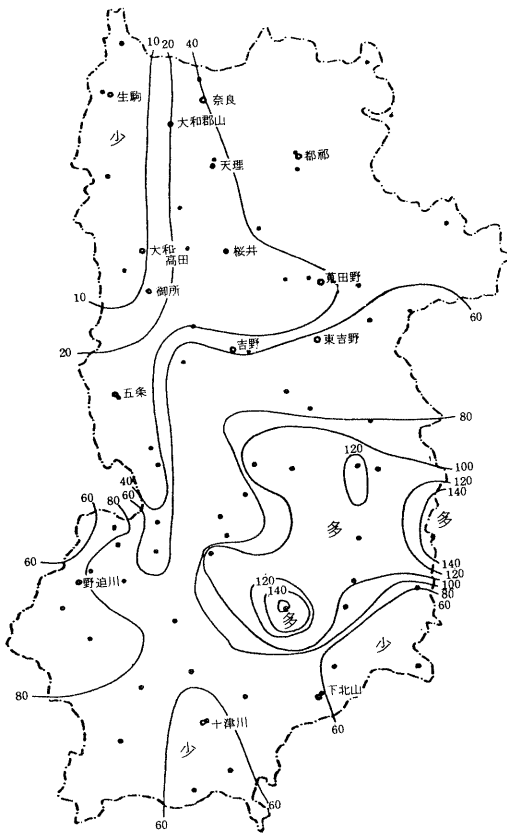 10 20 40
生駒
奈良
少
大和郡山
天理
都祁
大和
高田
桜井
菟田野
御所
10
60
20
吉野
東吉野
五条
80
120
100
40
60
80
60
120
140
多
多
60
野迫川
140
120
100
80
60
120
140
多
少
80
下北山
十津川
60
少
60
60